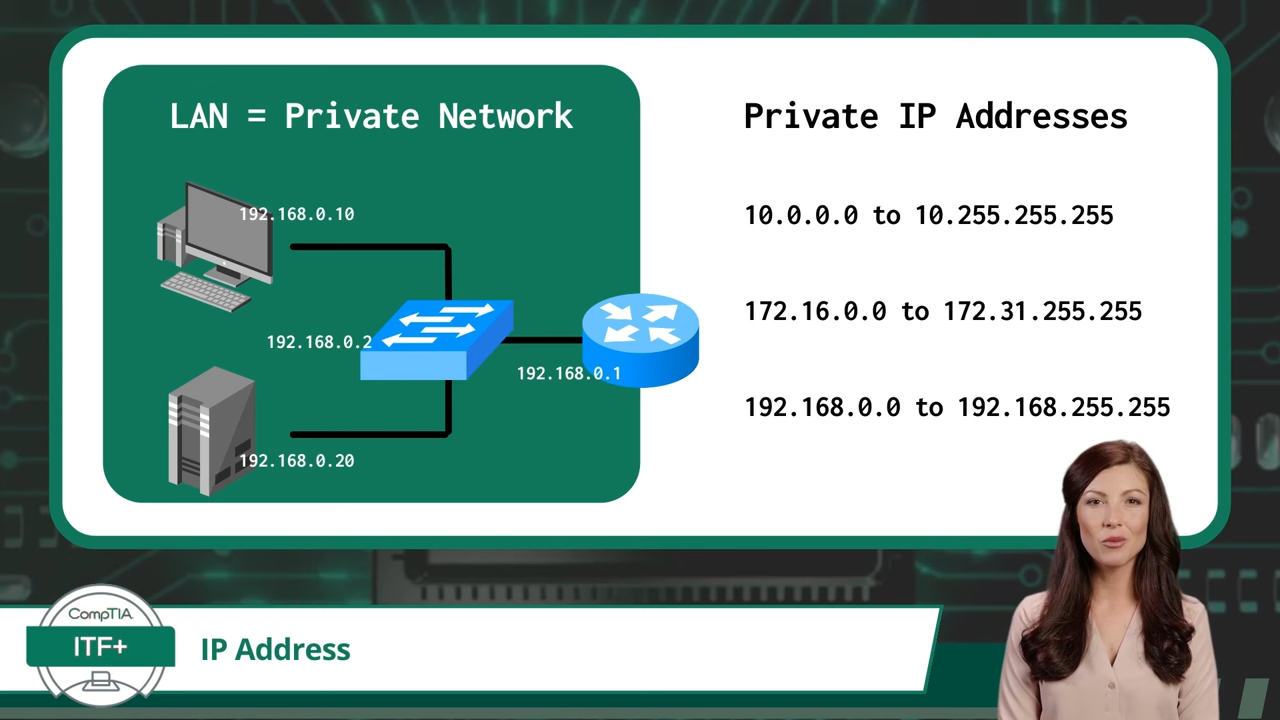 LAN = Private Network
192.168.0.10
192.168.0.2
192.168.0.1
192.168.0.20
Private IP Addresses
10.0.0.0 to 10.255.255.255
172.16.0.0 to 172.31.255.255
192.168.0.0 to 192.168.255.255
CompTIA.
ITF+
IP Address